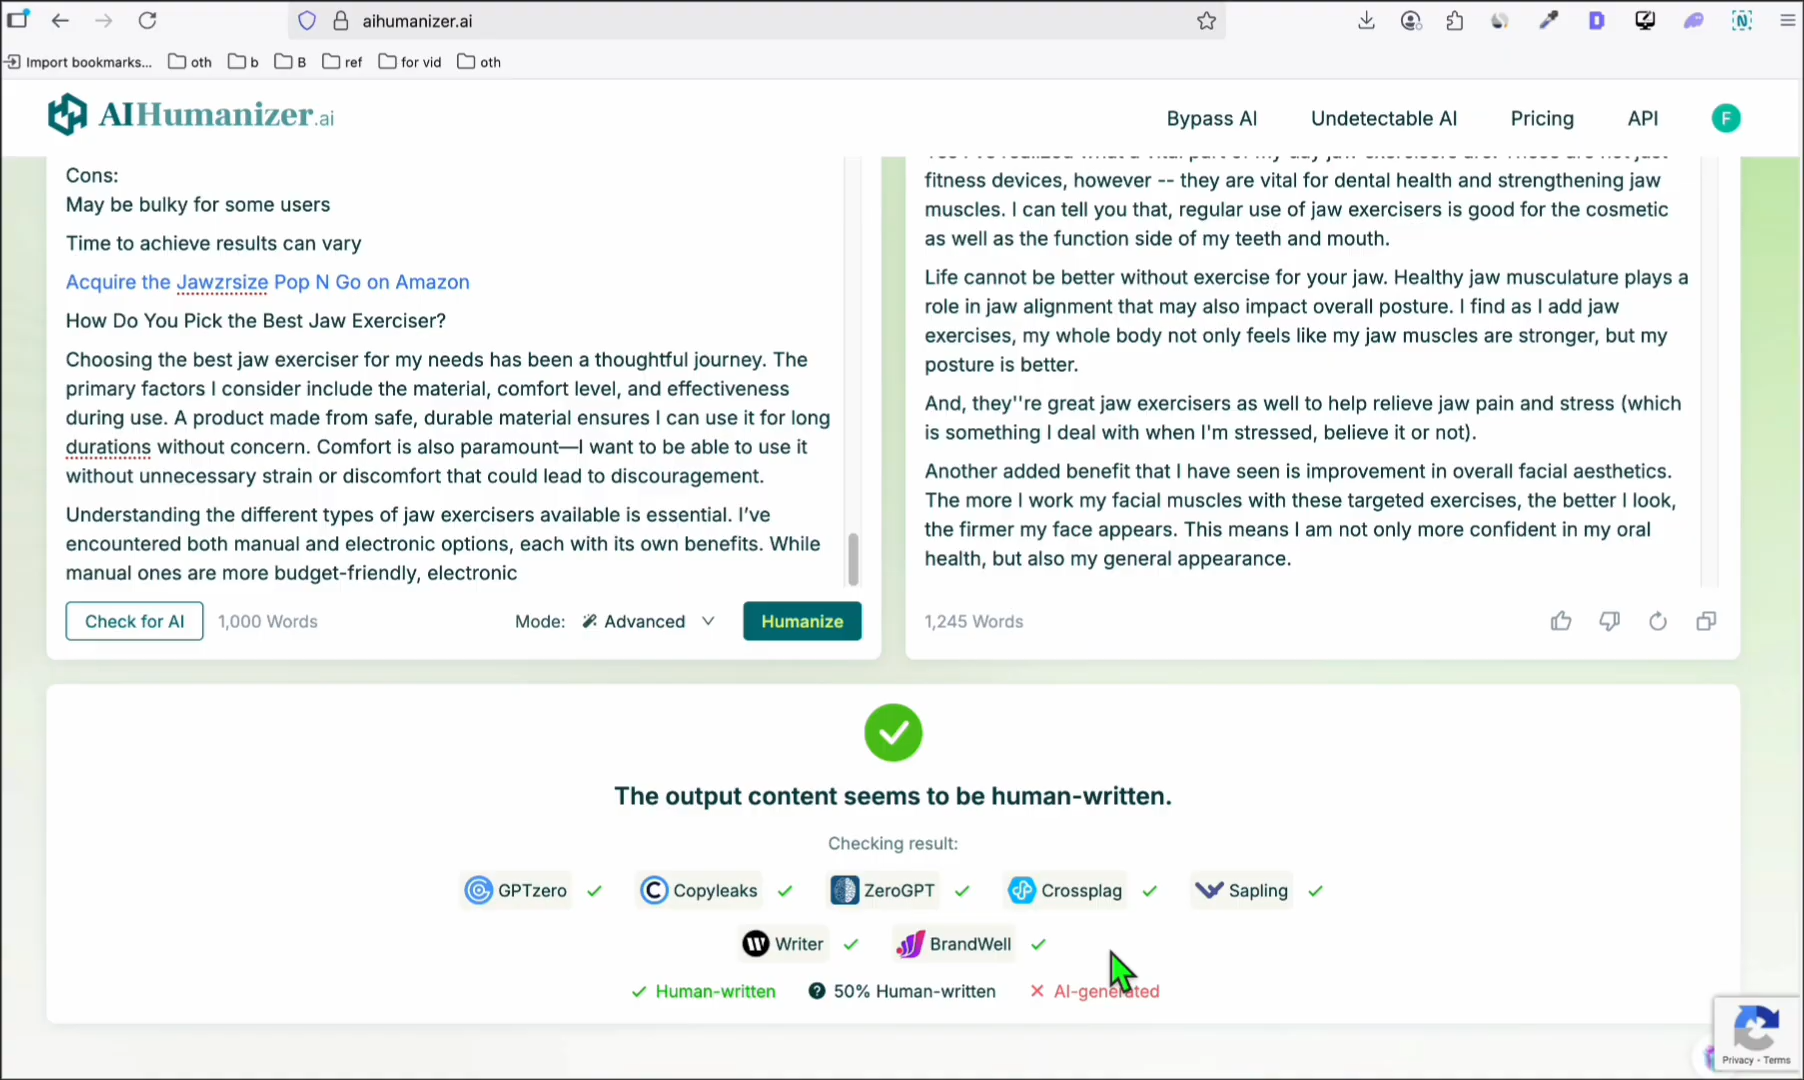 aihumanizer.ai
Import bookmarks...
oth
b
B
ref
for vid
oth
AIHumanizer.ai
Bypass AI
Undetectable AI
Pricing
API
F
Cons:
May be bulky for some users
Time to achieve results can vary
Acquire the Jawzrsize Pop N Go on Amazon
How Do You Pick the Best Jaw Exerciser?
Choosing the best jaw exerciser for my needs has been a thoughtful journey. The
primary factors I consider include the material, comfort level, and effectiveness
during use. A product made from safe, durable material ensures I can use it for long
durations without concern. Comfort is also paramount—I want to be able to use it
without unnecessary strain or discomfort that could lead to discouragement.
Understanding the different types of jaw exercisers available is essential. I’ve
encountered both manual and electronic options, each with its own benefits. While
manual ones are more budget-friendly, electronic
Check for AI
1,000 Words
Mode:
Advanced
Humanize
fitness devices, however -- they are vital for dental health and strengthening jaw
muscles. I can tell you that, regular use of jaw exercisers is good for the cosmetic
as well as the function side of my teeth and mouth.
Life cannot be better without exercise for your jaw. Healthy jaw musculature plays a
role in jaw alignment that may also impact overall posture. I find as I add jaw
exercises, my whole body not only feels like my jaw muscles are stronger, but my
posture is better.
And, they''re great jaw exercisers as well to help relieve jaw pain and stress (which
is something I deal with when I'm stressed, believe it or not).
Another added benefit that I have seen is improvement in overall facial aesthetics.
The more I work my facial muscles with these targeted exercises, the better I look,
the firmer my face appears. This means I am not only more confident in my oral
health, but also my general appearance.
1,245 Words
The output content seems to be human-written.
Checking result:
GPTzero
Copyleaks
ZeroGPT
Crossplag
Sapling
Writer
BrandWell
Human-written
50% Human-written
AI-generated
Privacy - Terms